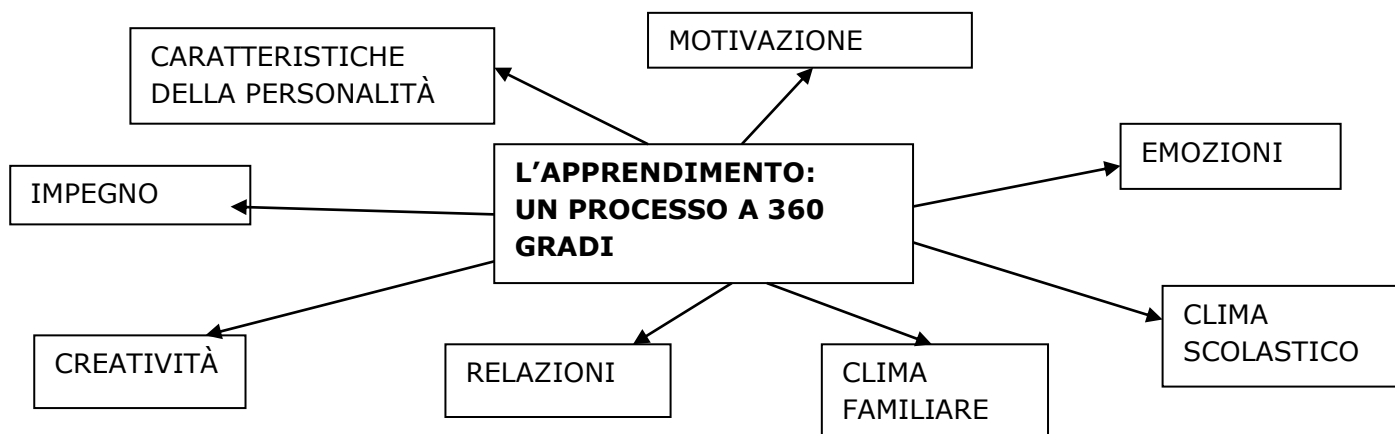 MOTIVAZIONE
CARATTERISTICHE
DELLA PERSONALITÀ
EMOZIONI
L’APPRENDIMENTO:
UN PROCESSO A 360
GRADI
IMPEGNO
CLIMA
SCOLASTICO
CREATIVITÀ
RELAZIONI
CLIMA
FAMILIARE